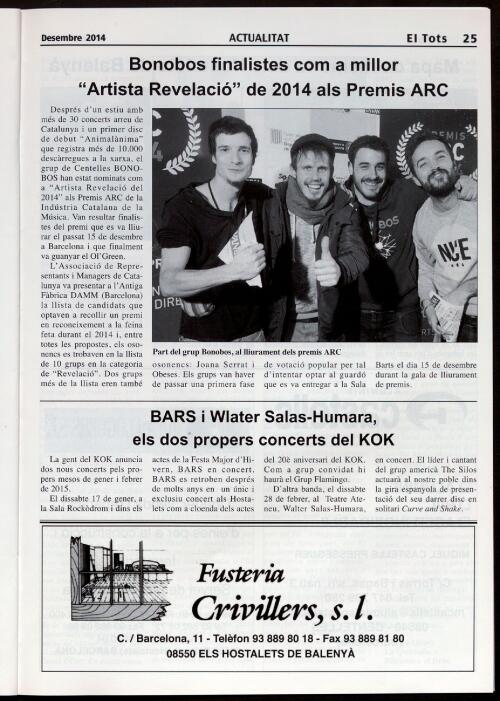 Desembre 2014
ACTUALITAT
El Tots 25
Bonobos finalistes com a millor
“Artista Revelació” de 2014 als Premis ARC
Després d’un estiu amb
més de 30 concerts arreu de
Catalunya i un primer disc
de debut “Animalànima”
que registra més de 10.000
descàrregues a la xarxa, el
grup de Centelles BONO-
BOS han estat nominats com
a “Artista Revelació del
2014” als Premis ARC de la
Indústria Catalana de la
Música. Van resultar finalis-
tes del premi que es va lliu-
rar el passat 15 de desembre
a Barcelona i que finalment
va guanyar el Ol’Green.
L’Associació de Repre-
sentants i Managers de Cata-
lunya va presentar a l’Antiga
Fàbrica DAMM (Barcelona)
la llista de candidats que
optaven a recollir un premi
en reconeixement a la feina
feta durant el 2014 i, entre
totes les propostes, els oso-
nencs es trobaven en la llista
de 10 grups en la categoria
de “Revelació”. Dos grups
més de la llista eren també
Part del grup Bonobos, al lliurament dels premis ARC
osonencs: Joana Serrat i
Obeses. Els grups van haver
de passar una primera fase
de votació popular per tal
d’intentar optar al guardó
que es va entregar a la Sala
Barts el dia 15 de desembre
durant la gala de lliurament
de premis.
BARS i Wlater Salas-Humara,
els dos propers concerts del KOK
La gent del KOK anuncia
dos nous concerts pels pro-
pers mesos de gener i febrer
de 2015.
El dissabte 17 de gener, a
la Sala Rockòdrom i dins els
actes de la Festa Major d’Hi-
vern, BARS en concert.
BARS es retroben després
de molts anys en un únic i
exclusiu concert als Hosta-
lets com a cloenda dels actes
del 20è aniversari del KOK.
Com a grup convidat hi
haurà el Grup Flamingo.
D’altra banda, el dissabte
28 de febrer, al Teatre Ate-
neu, Walter Salas-Humara,
en concert. El líder i cantant
del grup americà The Silos
actuarà al nostre poble dins
la gira espanyola de presen-
tació del seu darrer disc en
solitari Curve and Shake.
Fusteria
Crivillers, s.l.
C. / Barcelona, 11 - Telèfon 93 889 80 18 - Fax 93 889 81 80
08550 ELS HOSTALETS DE BALENYÀ